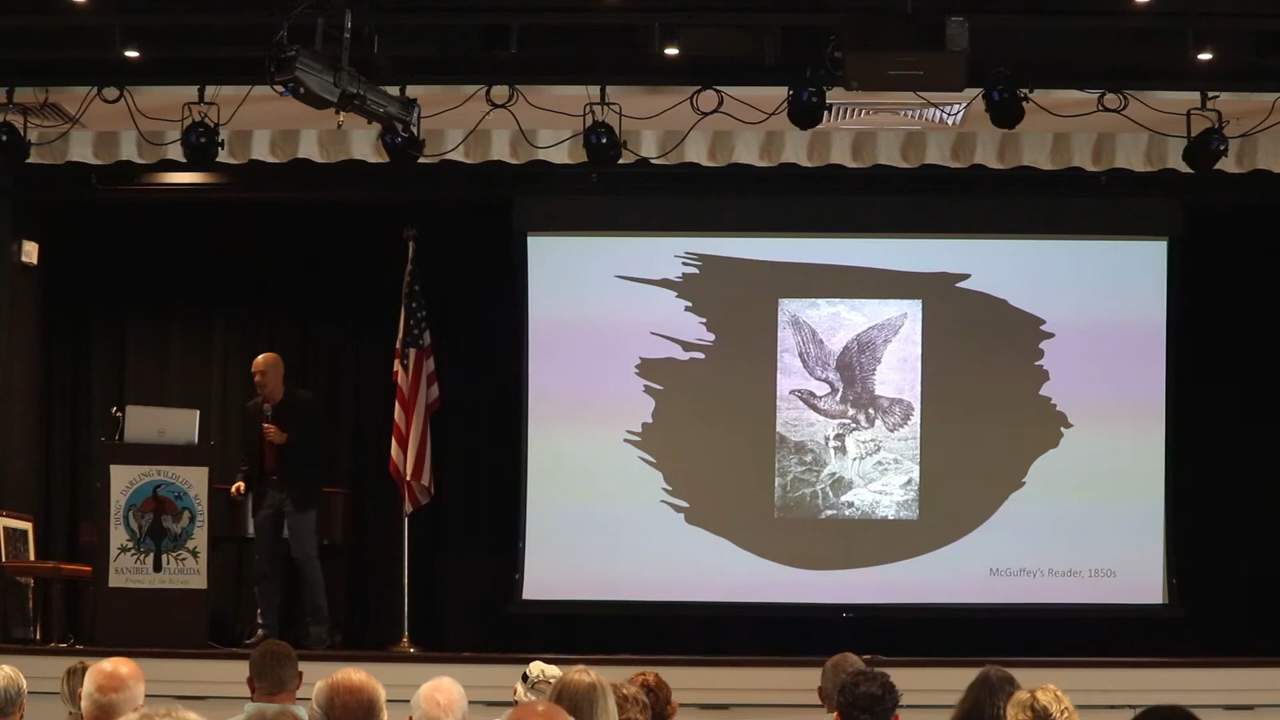 "DING" DARLING WILDLIFE SOCIETY
SANIBEL FLORIDA
Friends of the Refuge
McGuffey's Reader, 1850s